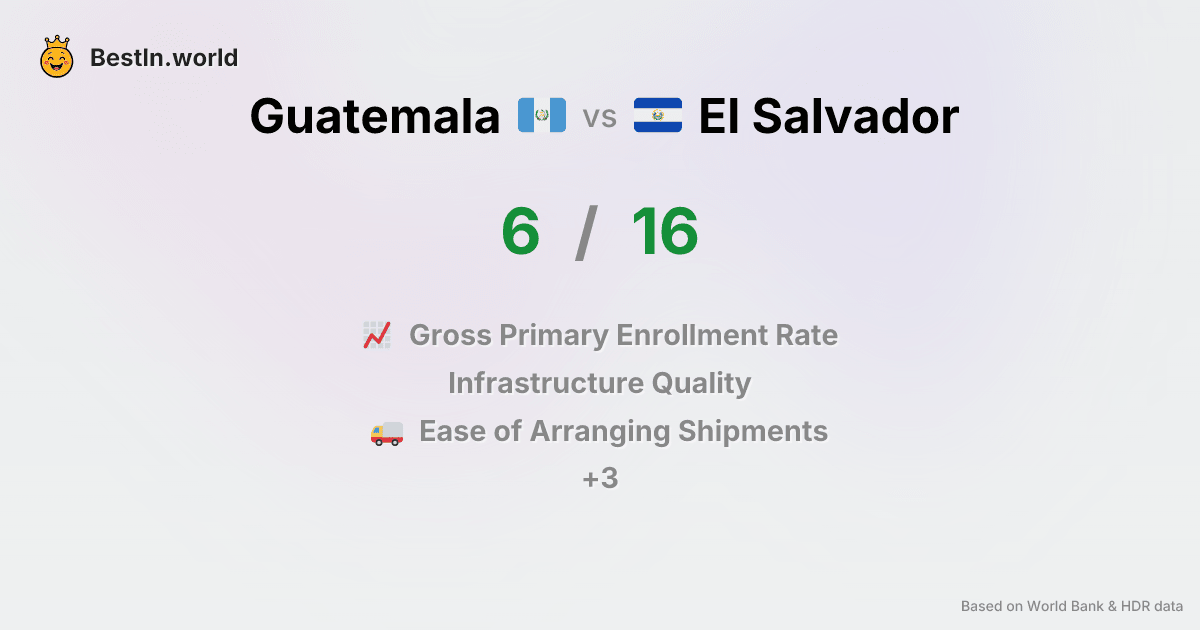 BestIn.world
Guatemala vs El Salvador
6 / 16
Gross Primary Enrollment Rate
Infrastructure Quality
Ease of Arranging Shipments
+3
Based on World Bank & HDR data